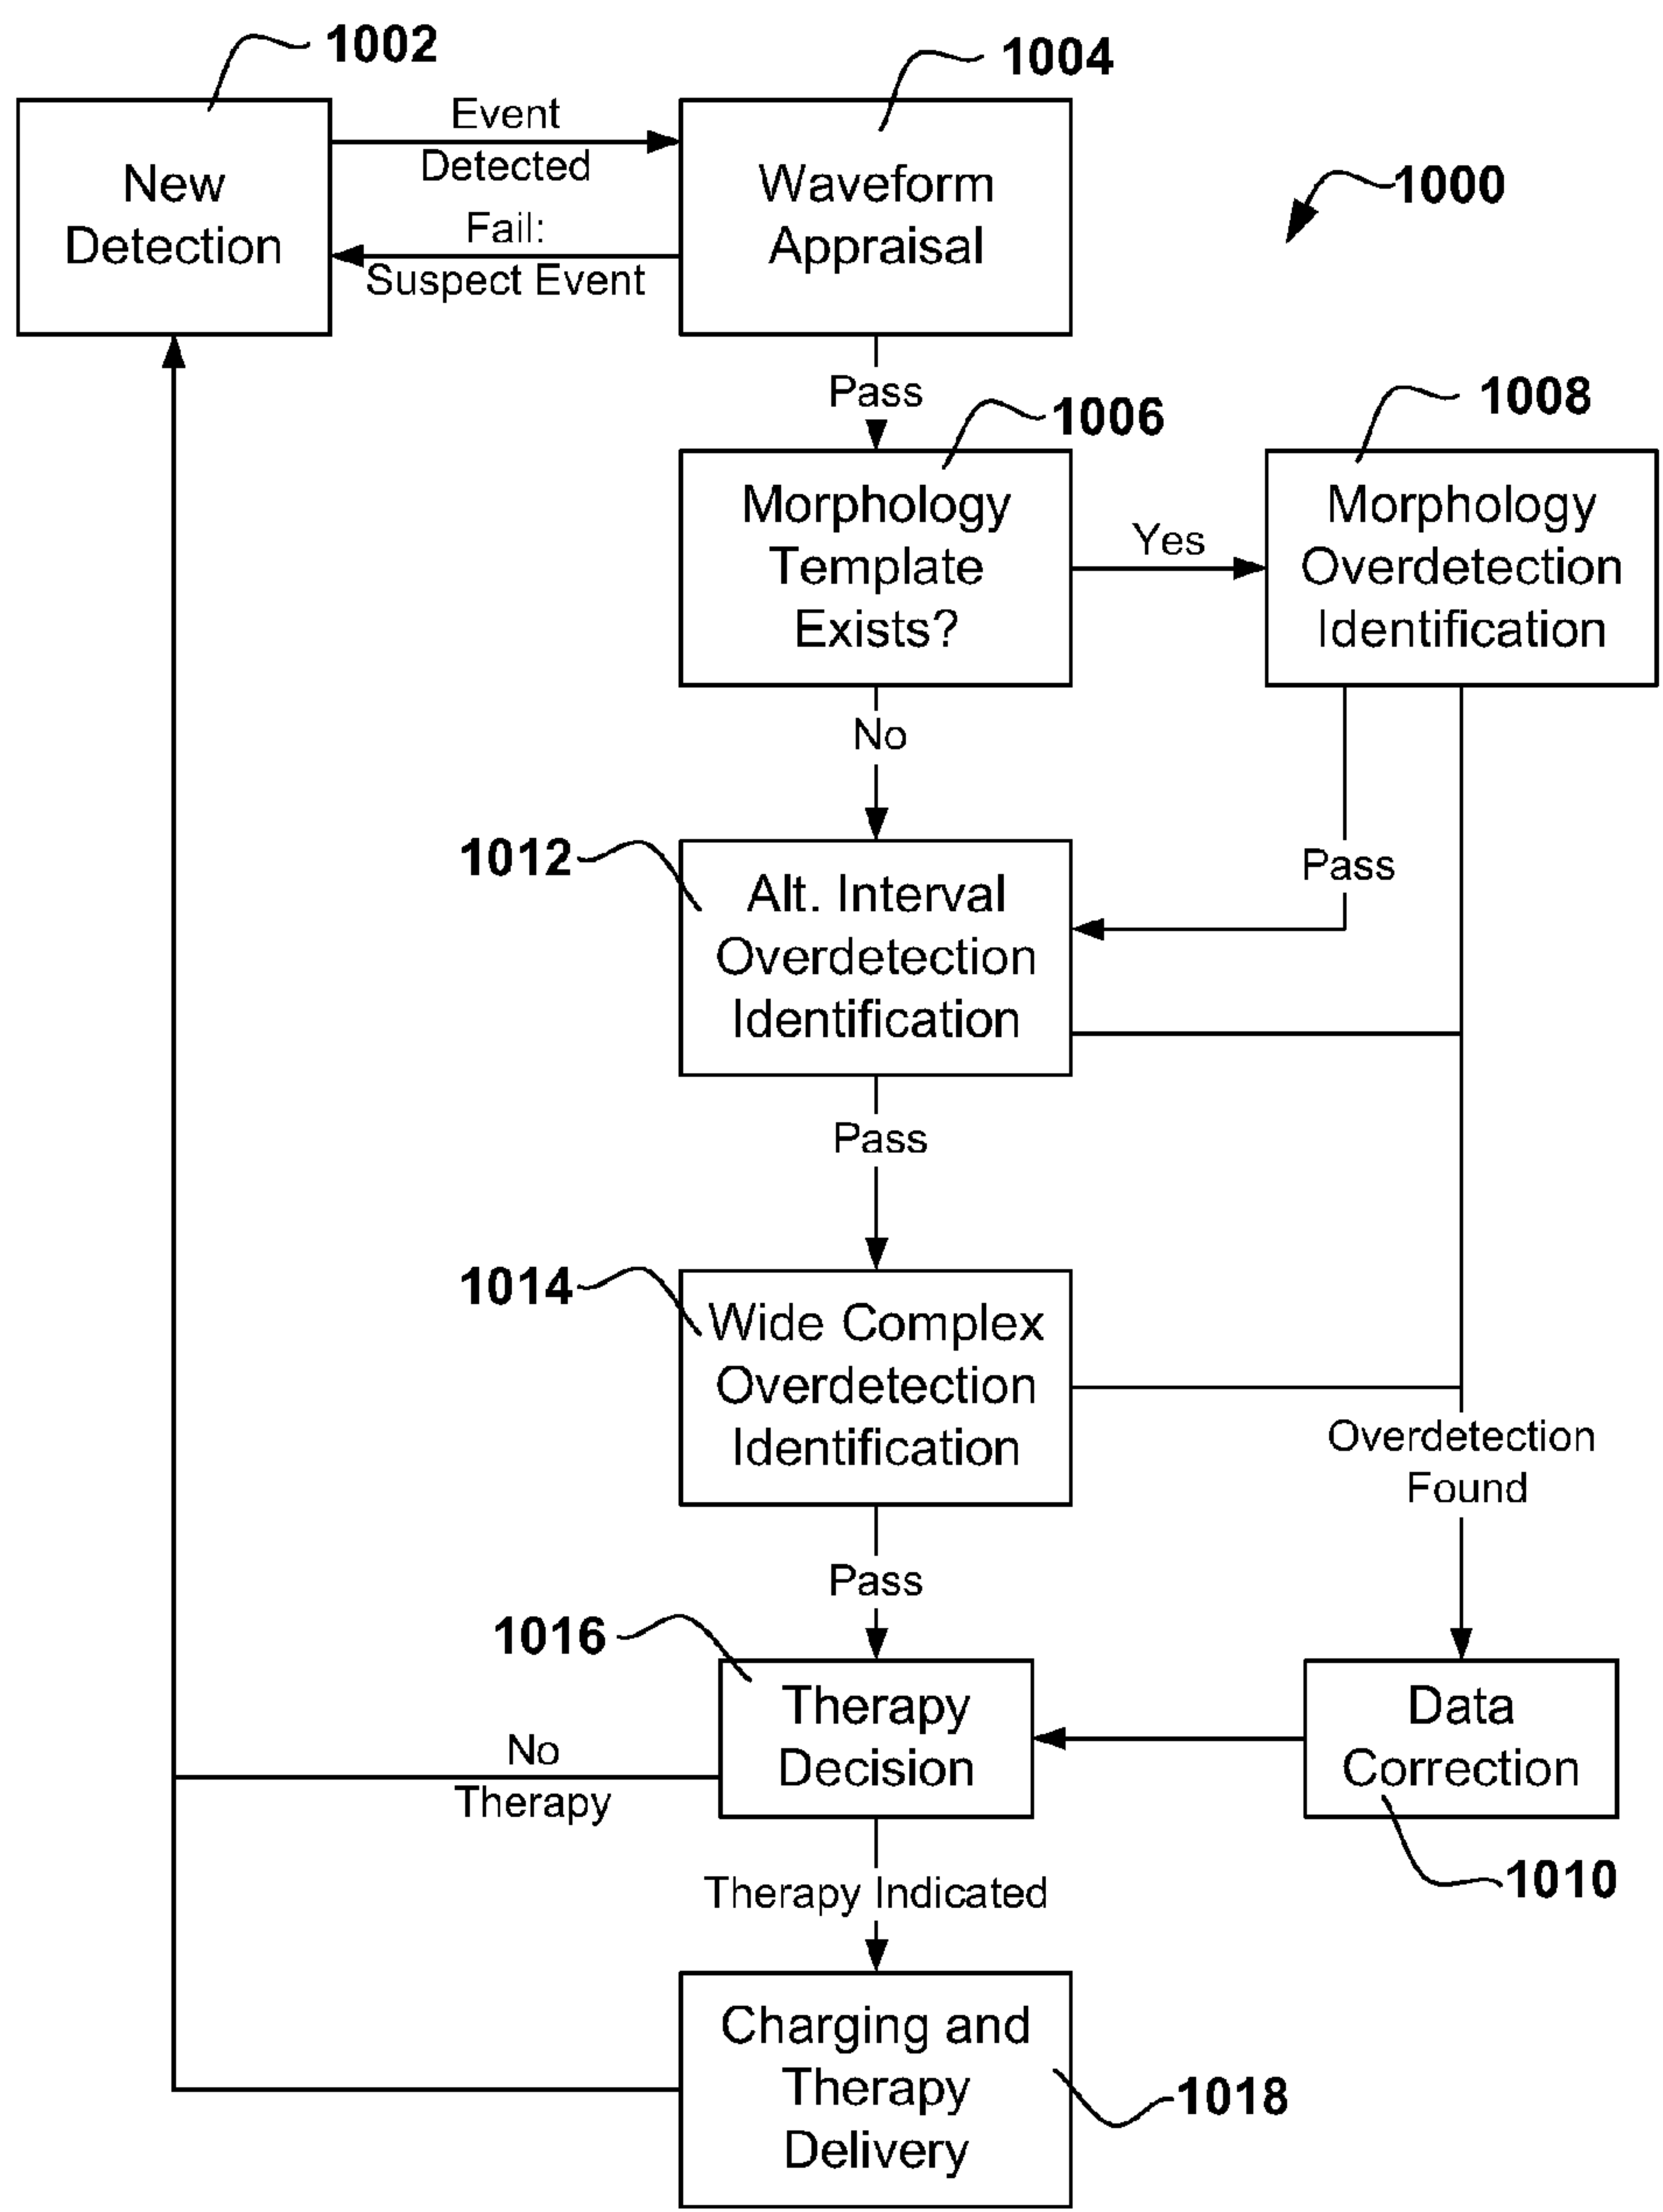 1002
1004
Event
Detected
New
Detection
Waveform
Appraisal
1000
Fail:
Suspect Event
Pass
1006
1008
Morphology
Template
Exists?
Yes
Morphology
Overdetection
Identification
No
1012
Pass
Alt. Interval
Overdetection
Identification
Pass
1014
Wide Complex
Overdetection
Identification
Overdetection
Found
Pass
1016
Therapy
Decision
Data
Correction
No
Therapy
1010
Therapy Indicated
Charging and
Therapy
Delivery
1018